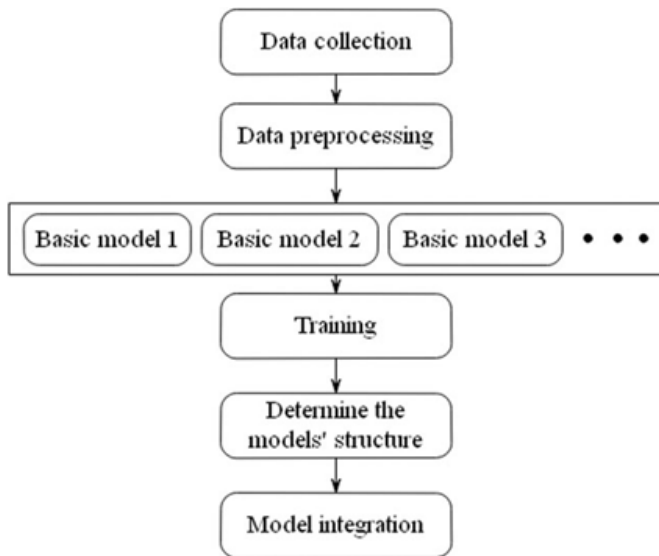 Data collection
Data preprocessing
Basic model 1
Basic model 2
Basic model 3
Training
Determine the
models' structure
Model integration